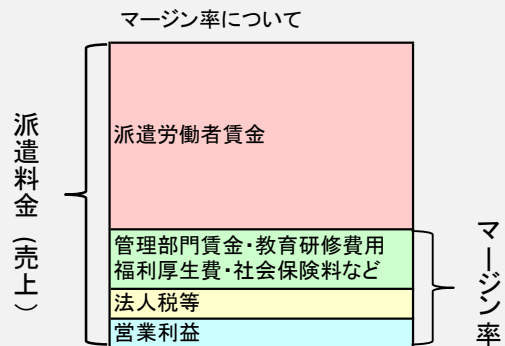 マージン率について
派遣料金（売上）
派遣労働者賃金
管理部門賃金・教育研修費用
福利厚生費・社会保険料など
法人税等
営業利益
マージン率